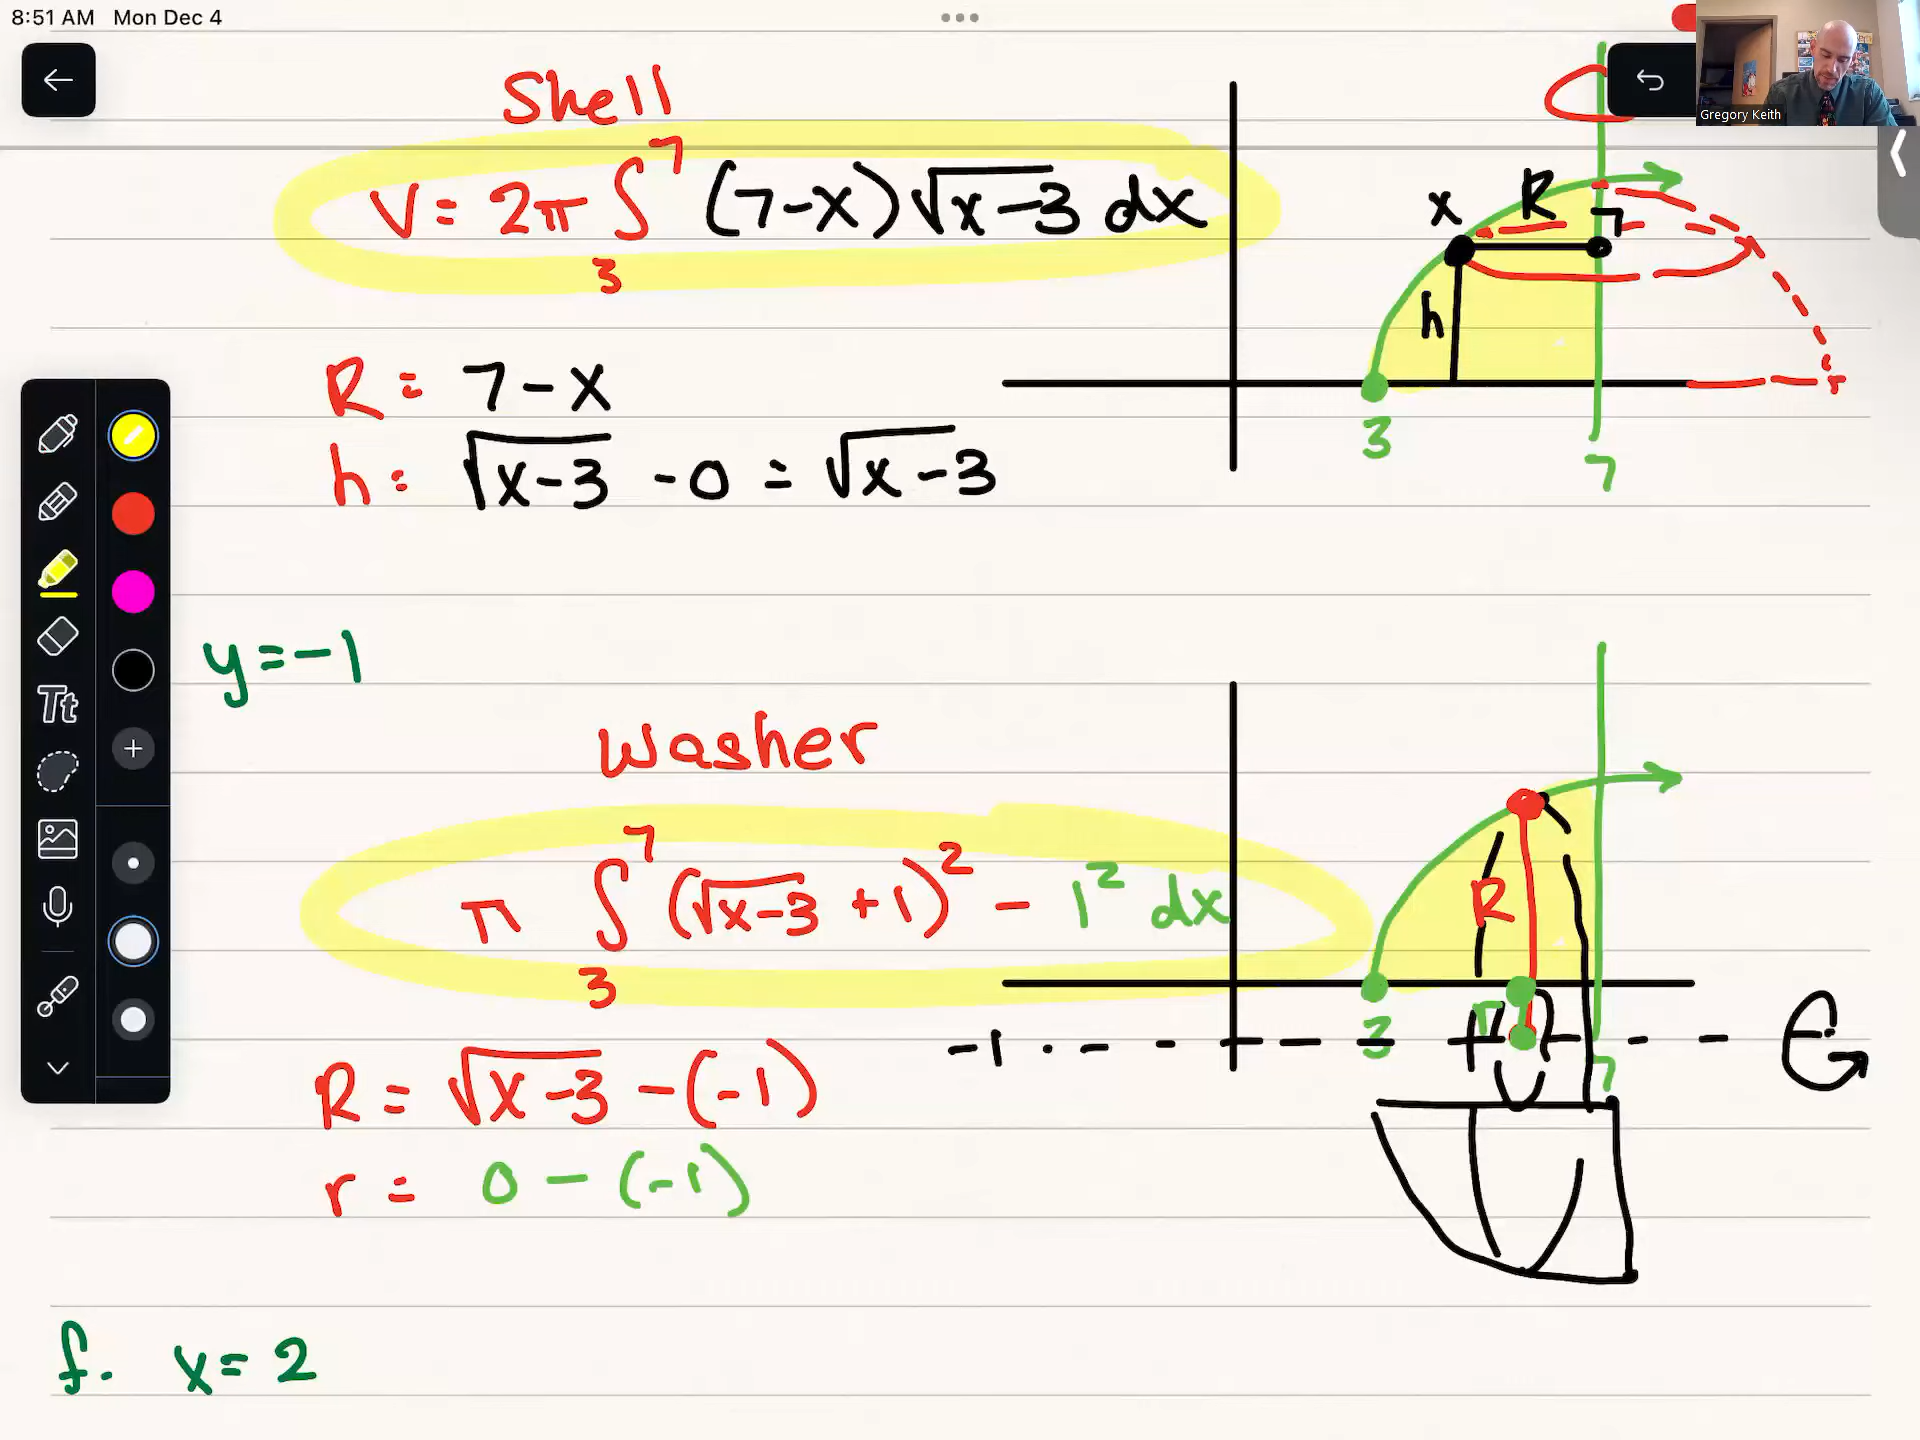 8:51 AM Mon Dec 4
Gregory Keith
Shell
V = 2π ∫₃⁷ (7-x)√(x-3) dx
x R 7
h
3 7
R = 7-x
h = √(x-3) - 0 = √(x-3)
y=-1
Washer
π ∫₃⁷ (√(x-3) + 1)² - 1² dx
R
r
-1 3 7
R = √(x-3) - (-1)
r = 0 - (-1)
f. x = 2
Tt